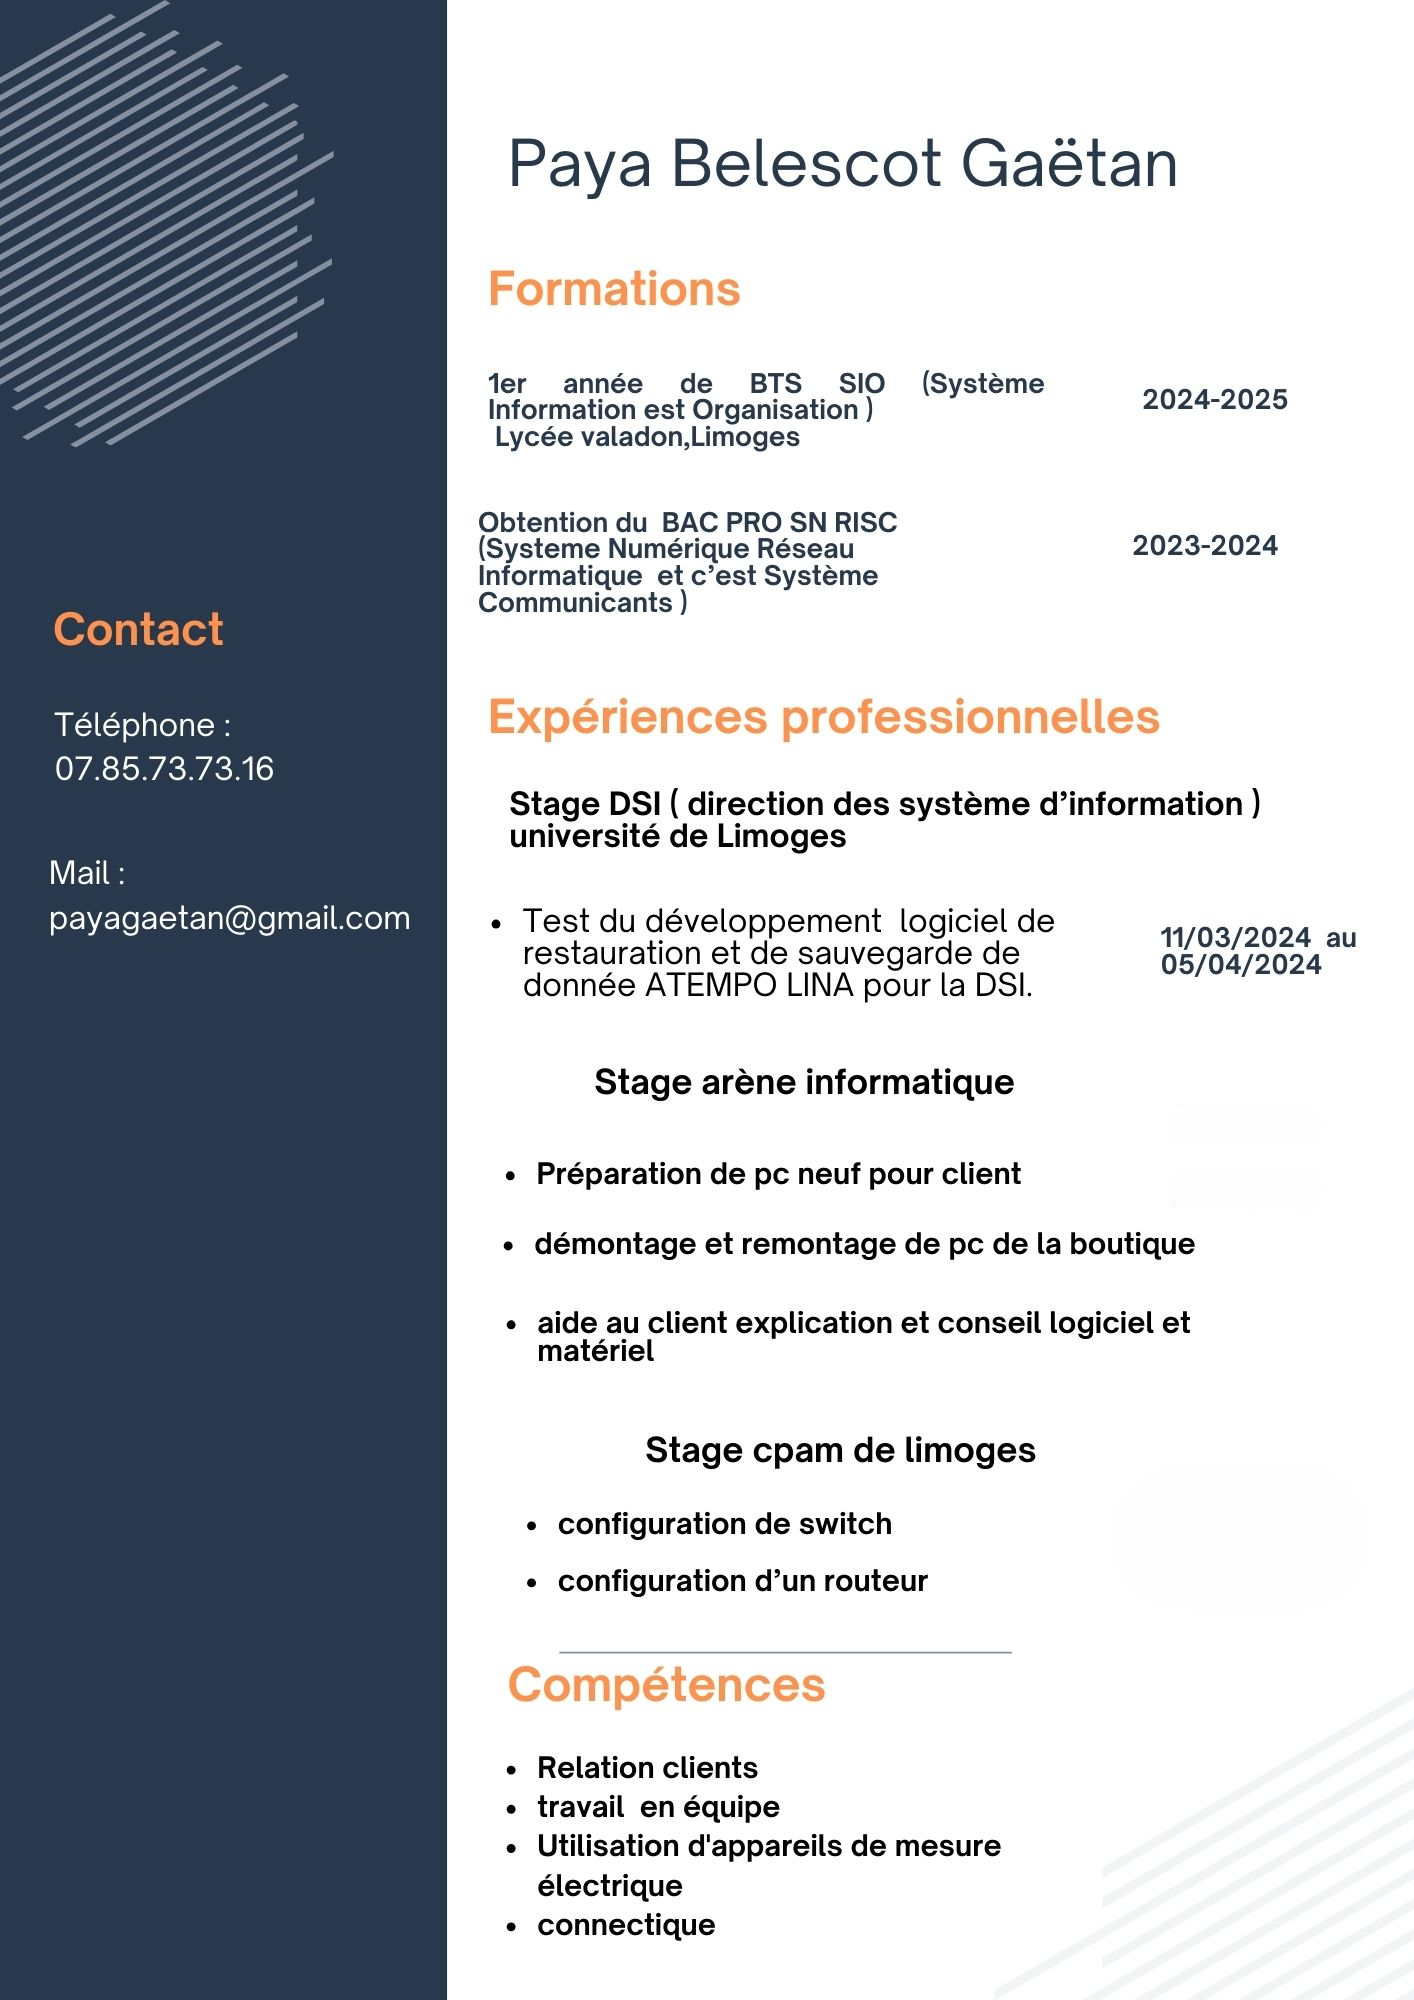 Paya Belescot Gaëtan
Formations
1er année de BTS SIO (Système
Information est Organisation )
Lycée valadon,Limoges
2024-2025
Obtention du  BAC PRO SN RISC
(Systeme Numérique Réseau
Informatique  et c’est Système
Communicants )
2023-2024
Contact
Téléphone :
07.85.73.73.16
Mail :
payagaetan@gmail.com
Expériences professionnelles
Stage DSI ( direction des système d’information )
université de Limoges
• Test du développement  logiciel de
restauration et de sauvegarde de
donnée ATEMPO LINA pour la DSI.
11/03/2024  au
05/04/2024
Stage arène informatique
• Préparation de pc neuf pour client
• démontage et remontage de pc de la boutique
• aide au client explication et conseil logiciel et
matériel
Stage cpam de limoges
• configuration de switch
• configuration d’un routeur
Compétences
• Relation clients
• travail  en équipe
• Utilisation d'appareils de mesure
électrique
• connectique